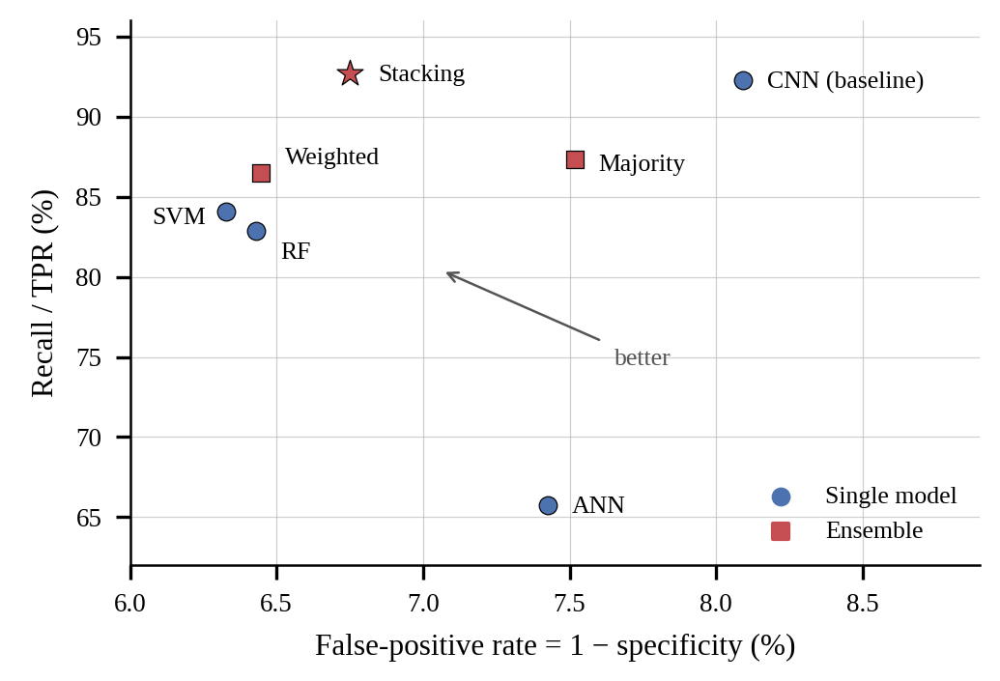 95
90
85
80
75
70
65
Recall / TPR (%)
Stacking
CNN (baseline)
Weighted
Majority
SVM
RF
better
ANN
Single model
Ensemble
6.0 6.5 7.0 7.5 8.0 8.5
False-positive rate = 1 − specificity (%)